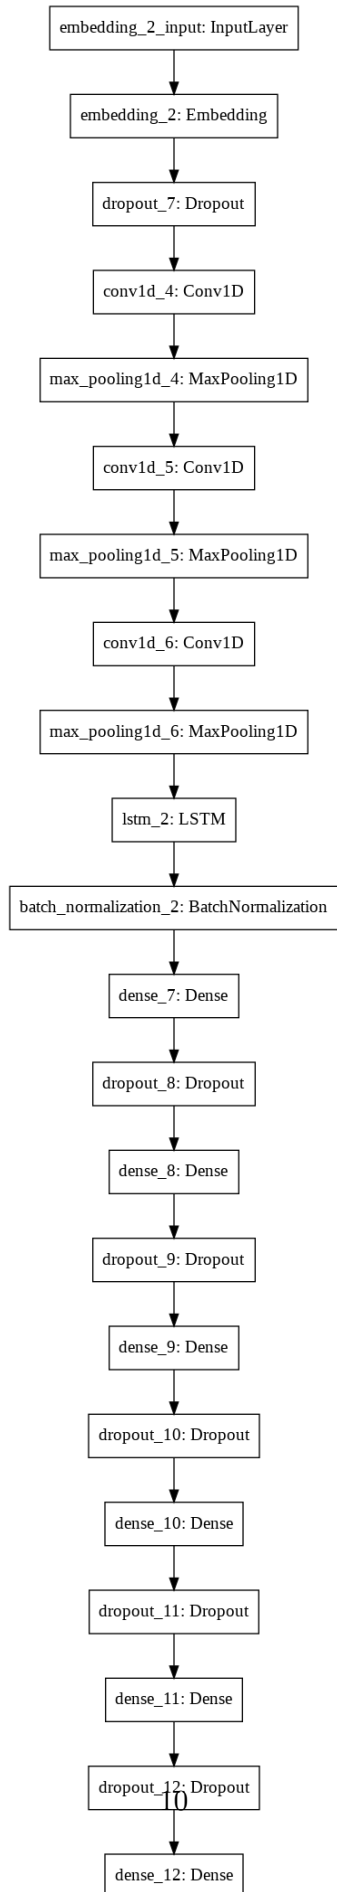 embedding_2_input: InputLayer
embedding_2: Embedding
dropout_7: Dropout
conv1d_4: Conv1D
max_pooling1d_4: MaxPooling1D
conv1d_5: Conv1D
max_pooling1d_5: MaxPooling1D
conv1d_6: Conv1D
max_pooling1d_6: MaxPooling1D
lstm_2: LSTM
batch_normalization_2: BatchNormalization
dense_7: Dense
dropout_8: Dropout
dense_8: Dense
dropout_9: Dropout
dense_9: Dense
dropout_10: Dropout
dense_10: Dense
dropout_11: Dropout
dense_11: Dense
dropout_12: Dropout
10
dense_12: Dense